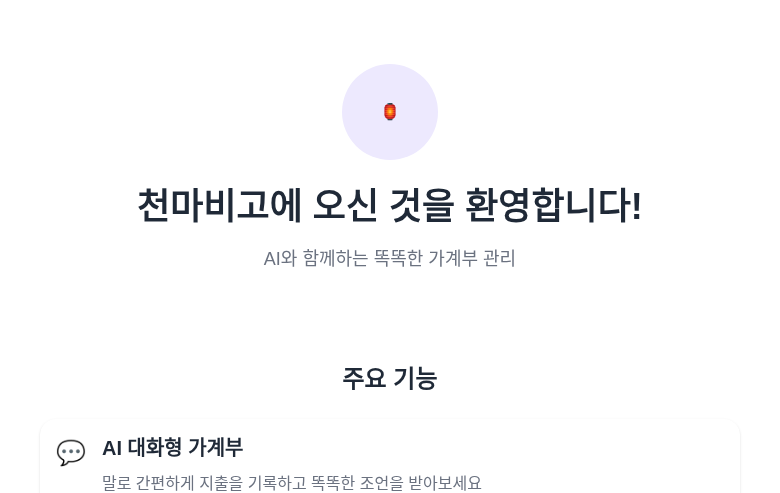 천마비고에 오신 것을 환영합니다!
AI와 함께하는 똑똑한 가계부 관리
주요 기능
AI 대화형 가계부
말로 간편하게 지출을 기록하고 똑똑한 조언을 받아보세요